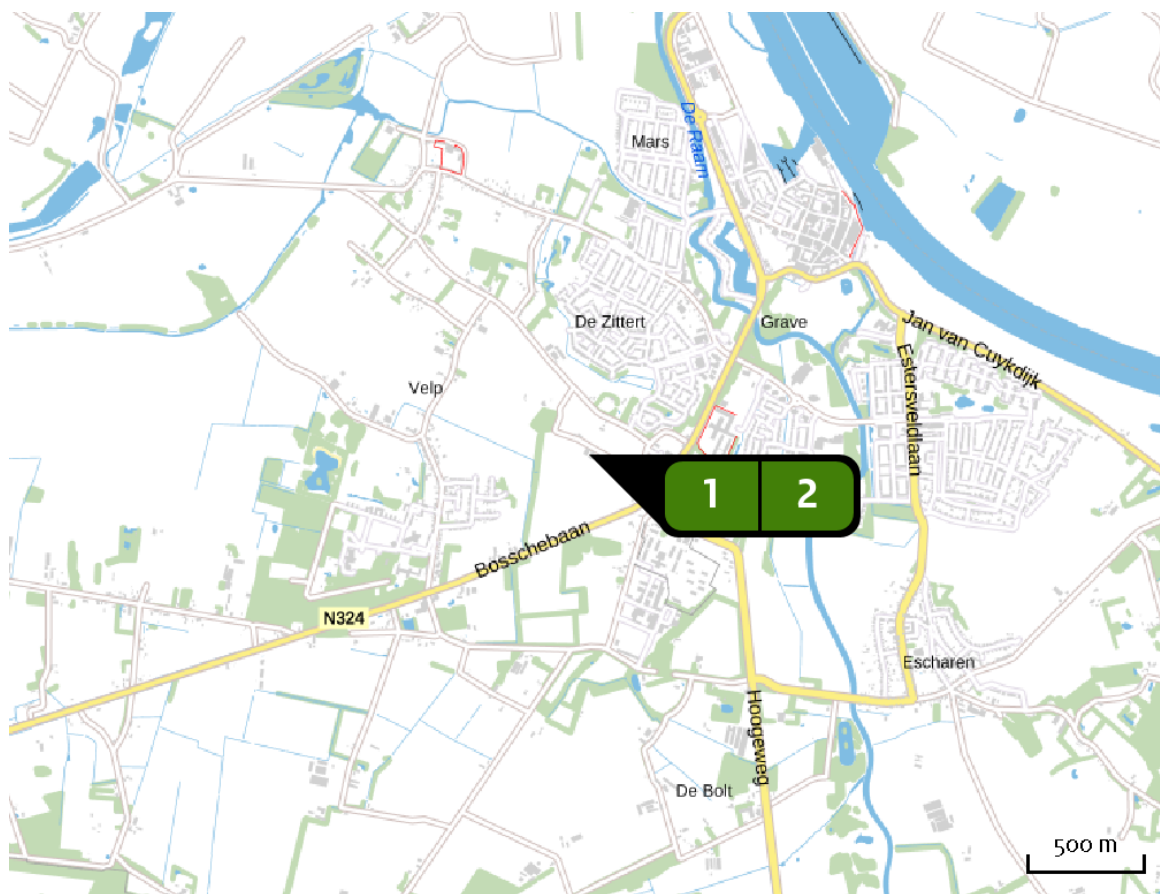 De Raam
Mars
De Zittert
Grave
Jan van Cuykdijk
Estersveldlaan
Velp
1 2
Bosschebaan
N324
Escharen
Hoogeweg
De Bolt
500 m